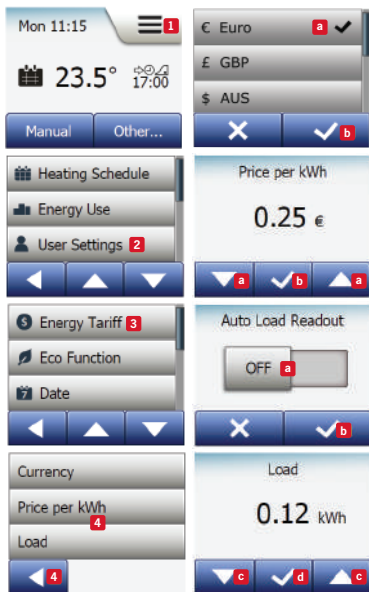 Mon 11:15
1
23.5°
17:00
Manual Other...
Heating Schedule
Energy Use
User Settings 2
$ Energy Tariff 3
Eco Function
7 Date
Currency
Price per kWh
4
Load
4
€ Euro a
£ GBP
$ AUS
b
Price per kWh
0.25 €
a b a
Auto Load Readout
OFF a
b
Load
0.12 kWh
c d c